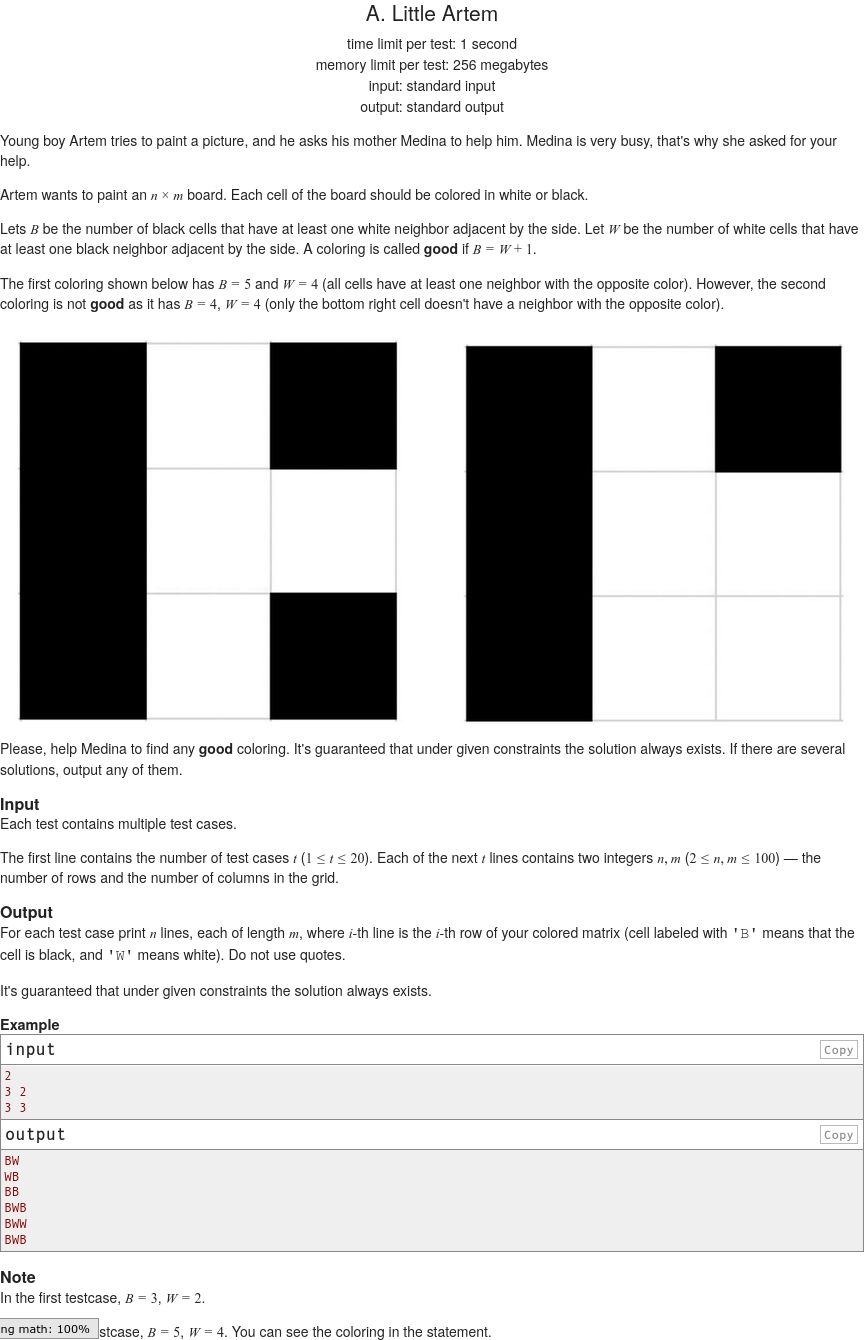 A. Little Artem
time limit per test: 1 second
memory limit per test: 256 megabytes
input: standard input
output: standard output
Young boy Artem tries to paint a picture, and he asks his mother Medina to help him. Medina is very busy, that's why she asked for your
help.
Artem wants to paint an n × m board. Each cell of the board should be colored in white or black.
Lets B be the number of black cells that have at least one white neighbor adjacent by the side. Let W be the number of white cells that have
at least one black neighbor adjacent by the side. A coloring is called good if B = W + 1.
The first coloring shown below has B = 5 and W = 4 (all cells have at least one neighbor with the opposite color). However, the second
coloring is not good as it has B = 4, W = 4 (only the bottom right cell doesn't have a neighbor with the opposite color).
Please, help Medina to find any good coloring. It's guaranteed that under given constraints the solution always exists. If there are several
solutions, output any of them.
Input
Each test contains multiple test cases.
The first line contains the number of test cases t (1 ≤ t ≤ 20). Each of the next t lines contains two integers n, m (2 ≤ n, m ≤ 100) — the
number of rows and the number of columns in the grid.
Output
For each test case print n lines, each of length m, where i-th line is the i-th row of your colored matrix (cell labeled with 'B' means that the
cell is black, and 'W' means white). Do not use quotes.
It's guaranteed that under given constraints the solution always exists.
Example
input Copy
2
3 2
3 3
output Copy
BW
WB
BB
BWB
BWW
BWB
Note
In the first testcase, B = 3, W = 2.
ng math: 100% stcase, B = 5, W = 4. You can see the coloring in the statement.